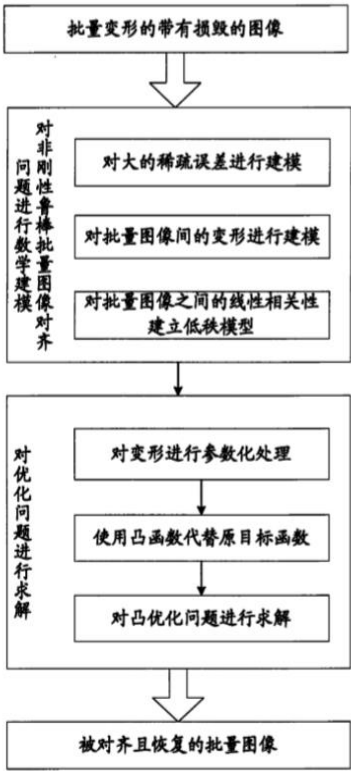 批量变形的带有损毁的图像
对非刚性鲁棒批量图像对齐
问题进行数学建模
对大的稀疏误差进行建模
对批量图像间的变形进行建模
对批量图像之间的线性相关性
建立低秩模型
对优化问题进行求解
对变形进行参数化处理
使用凸函数代替原目标函数
对凸优化问题进行求解
被对齐且恢复的批量图像